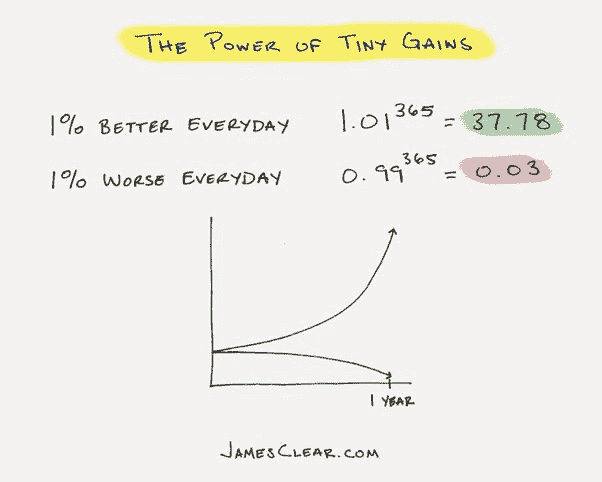 THE POWER OF TINY GAINS
1% BETTER EVERYDAY 1.01^365 = 37.78
1% WORSE EVERYDAY 0.99^365 = 0.03
1 YEAR
JAMESCLEAR.COM